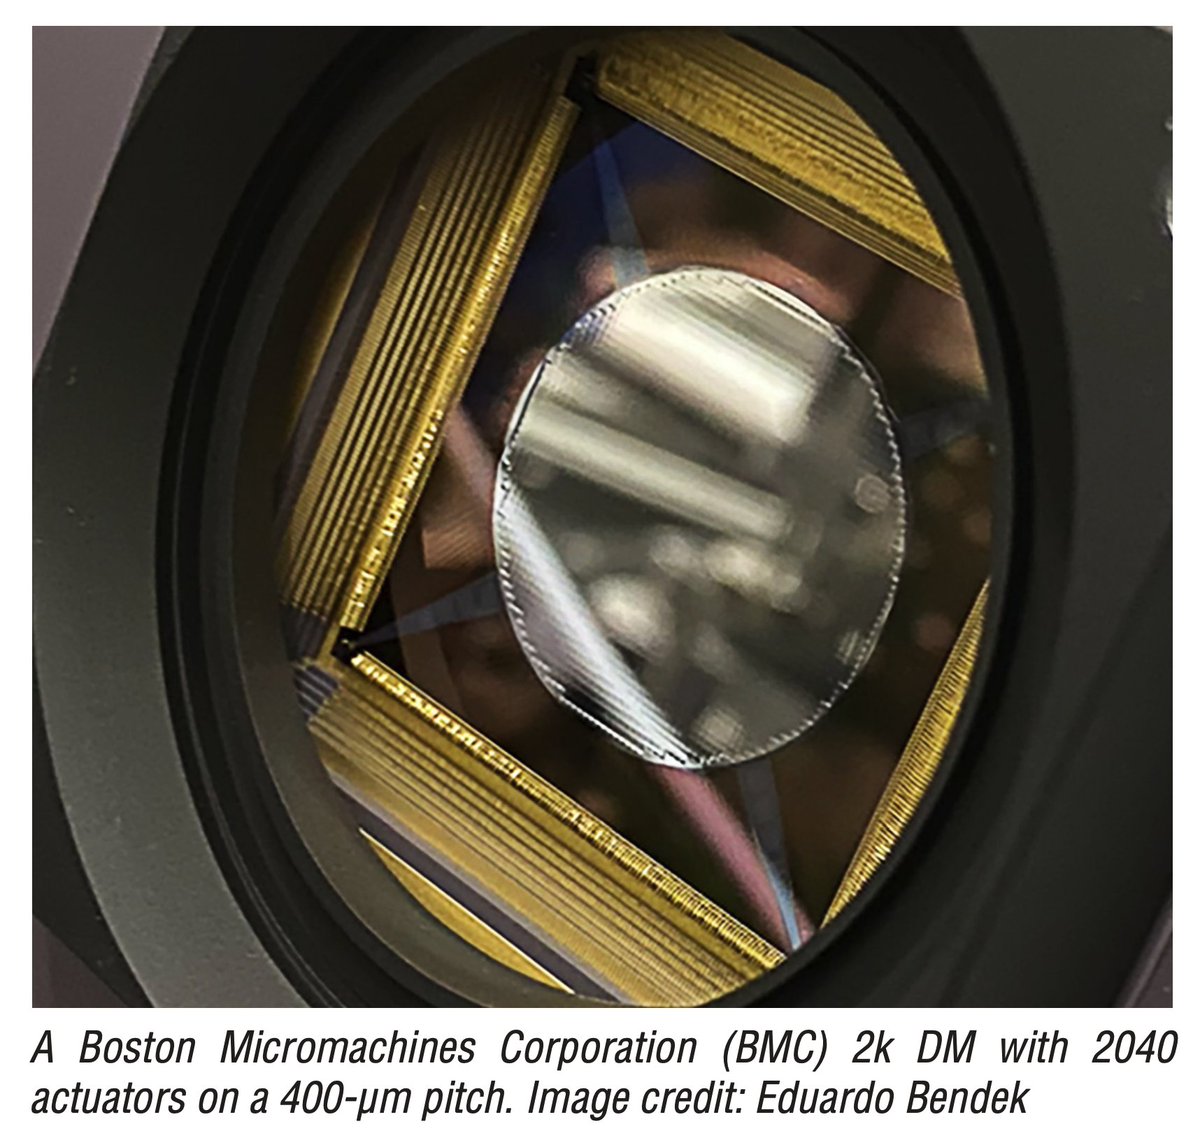 A Boston Micromachines Corporation (BMC) 2k DM with 2040
actuators on a 400-µm pitch. Image credit: Eduardo Bendek